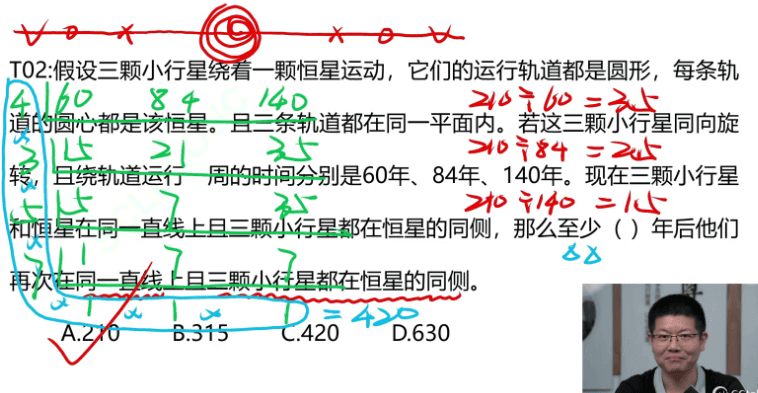 T02:假设三颗小行星绕着一颗恒星运动，它们的运行轨道都是圆形，每条轨
4 60 84 140 210÷60=3.5
道的圆心都是该恒星。且三条轨道都在同一平面内。若这三颗小行星同向旋
3 15 21 35 210÷84=2.5
转，且绕轨道运行一周的时间分别是60年、84年、140年。现在三颗小行星
5 5 7 35 210÷140=1.5
和恒星在同一直线上且三颗小行星都在恒星的同侧，那么至少（ ）年后他们
7 1 7 7
再次在同一直线上且三颗小行星都在恒星的同侧。
1 × 1 × 1 =420
A.210 B.315 C.420 D.630